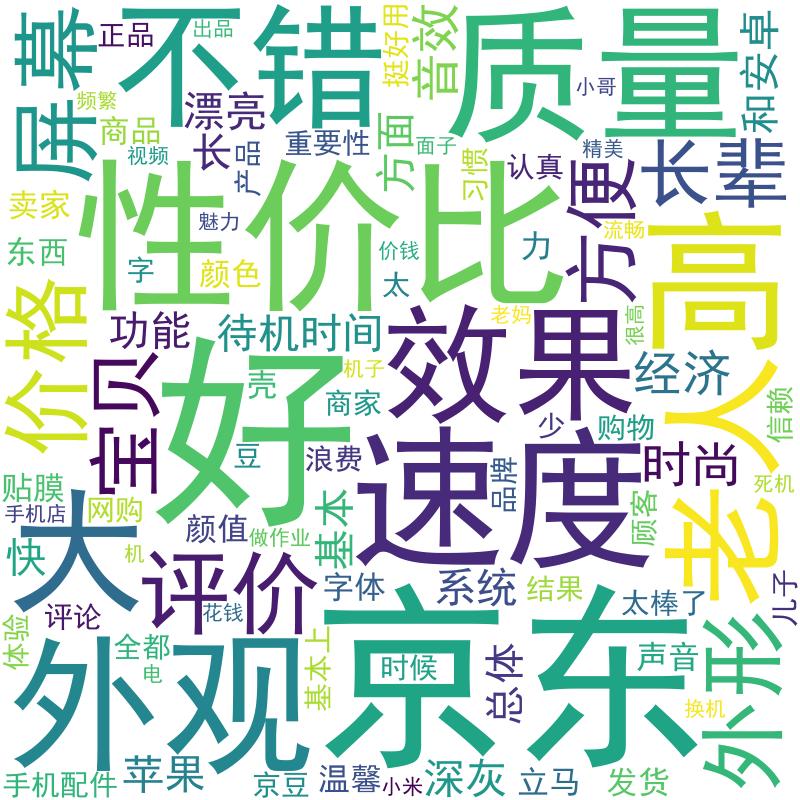 屏幕
正品
出品
不错
质量
挺好用
音效
小哥
和安卓
频繁
商品
漂亮
视频
长
产品
重要性
方面
面子
习惯
认真
精美
方便
长辈
卖家
东西
性价比
魅力
颜色
字
价钱
太
力
流畅
高
价格
功能
待机时间
老妈
很高
宝贝
好
壳
机子
商家
效果
经济
少
购物
信赖
豆
浪费
速度
品牌
时尚
顾客
死机
老人
贴膜
手机店
网购
颜值
做作业
基本
大
快
机
评价
评论
花钱
字体
系统
结果
太棒了
儿子
体验
全都
电
外观
基本上
京东
时候
总体
声音
外形
换机
手机配件
苹果
京豆
温馨
小米
深灰
立马
发货